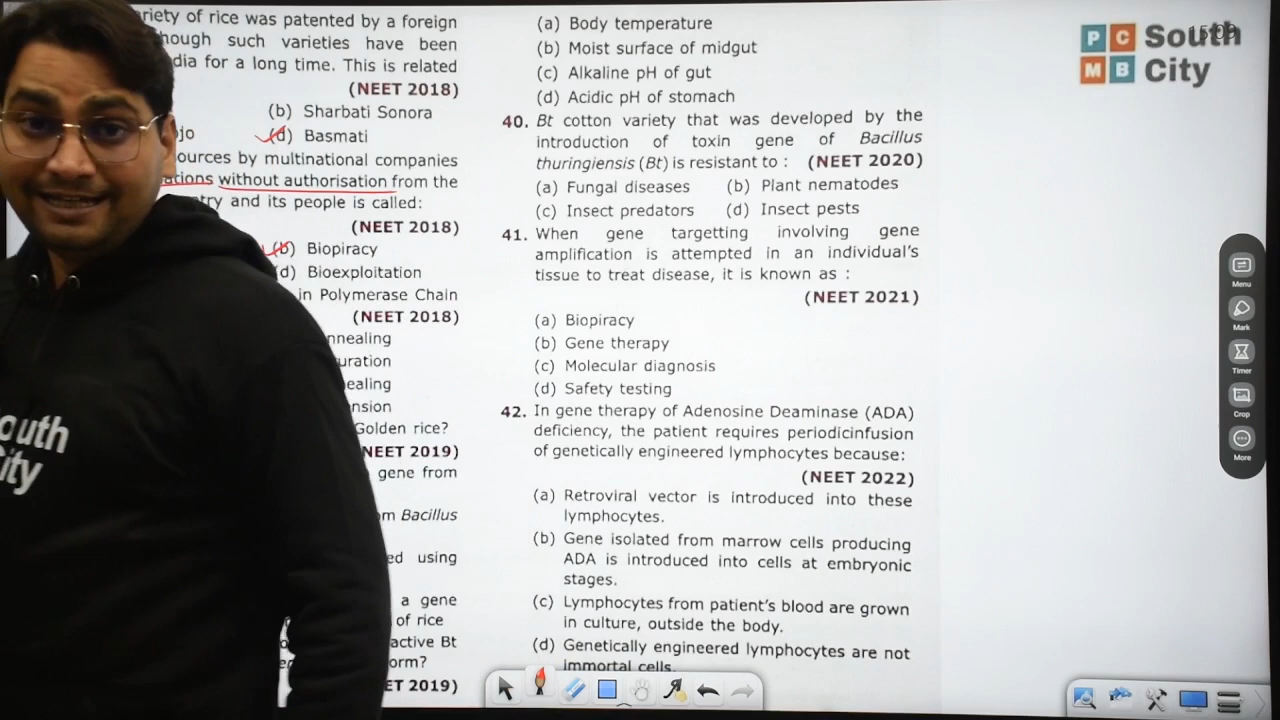 riety of rice was patented by a foreign
hough such varieties have been
dia for a long time. This is related
(NEET 2018)
(b) Sharbati Sonora
jo (d) Basmati
ources by multinational companies
ations without authorisation from the
try and its people is called:
(NEET 2018)
(b) Biopiracy
(d) Bioexploitation
in Polymerase Chain
(NEET 2018)
nnealing
uration
ealing
nsion
Golden rice?
NEET 2019)
gene from
om Bacillus
ed using
a gene
of rice
active Bt
orm?
ET 2019)
(a) Body temperature
(b) Moist surface of midgut
(c) Alkaline pH of gut
(d) Acidic pH of stomach
40. Bt cotton variety that was developed by the
introduction of toxin gene of Bacillus
thuringiensis (Bt) is resistant to : (NEET 2020)
(a) Fungal diseases (b) Plant nematodes
(c) Insect predators (d) Insect pests
41. When gene targetting involving gene
amplification is attempted in an individual's
tissue to treat disease, it is known as :
(NEET 2021)
(a) Biopiracy
(b) Gene therapy
(c) Molecular diagnosis
(d) Safety testing
42. In gene therapy of Adenosine Deaminase (ADA)
deficiency, the patient requires periodicinfusion
of genetically engineered lymphocytes because:
(NEET 2022)
(a) Retroviral vector is introduced into these
lymphocytes.
(b) Gene isolated from marrow cells producing
ADA is introduced into cells at embryonic
stages.
(c) Lymphocytes from patient's blood are grown
in culture, outside the body.
(d) Genetically engineered lymphocytes are not
immortal cells.
P C South
M B City
15:09
Menu
Mark
Timer
Crop
More
outh
ity